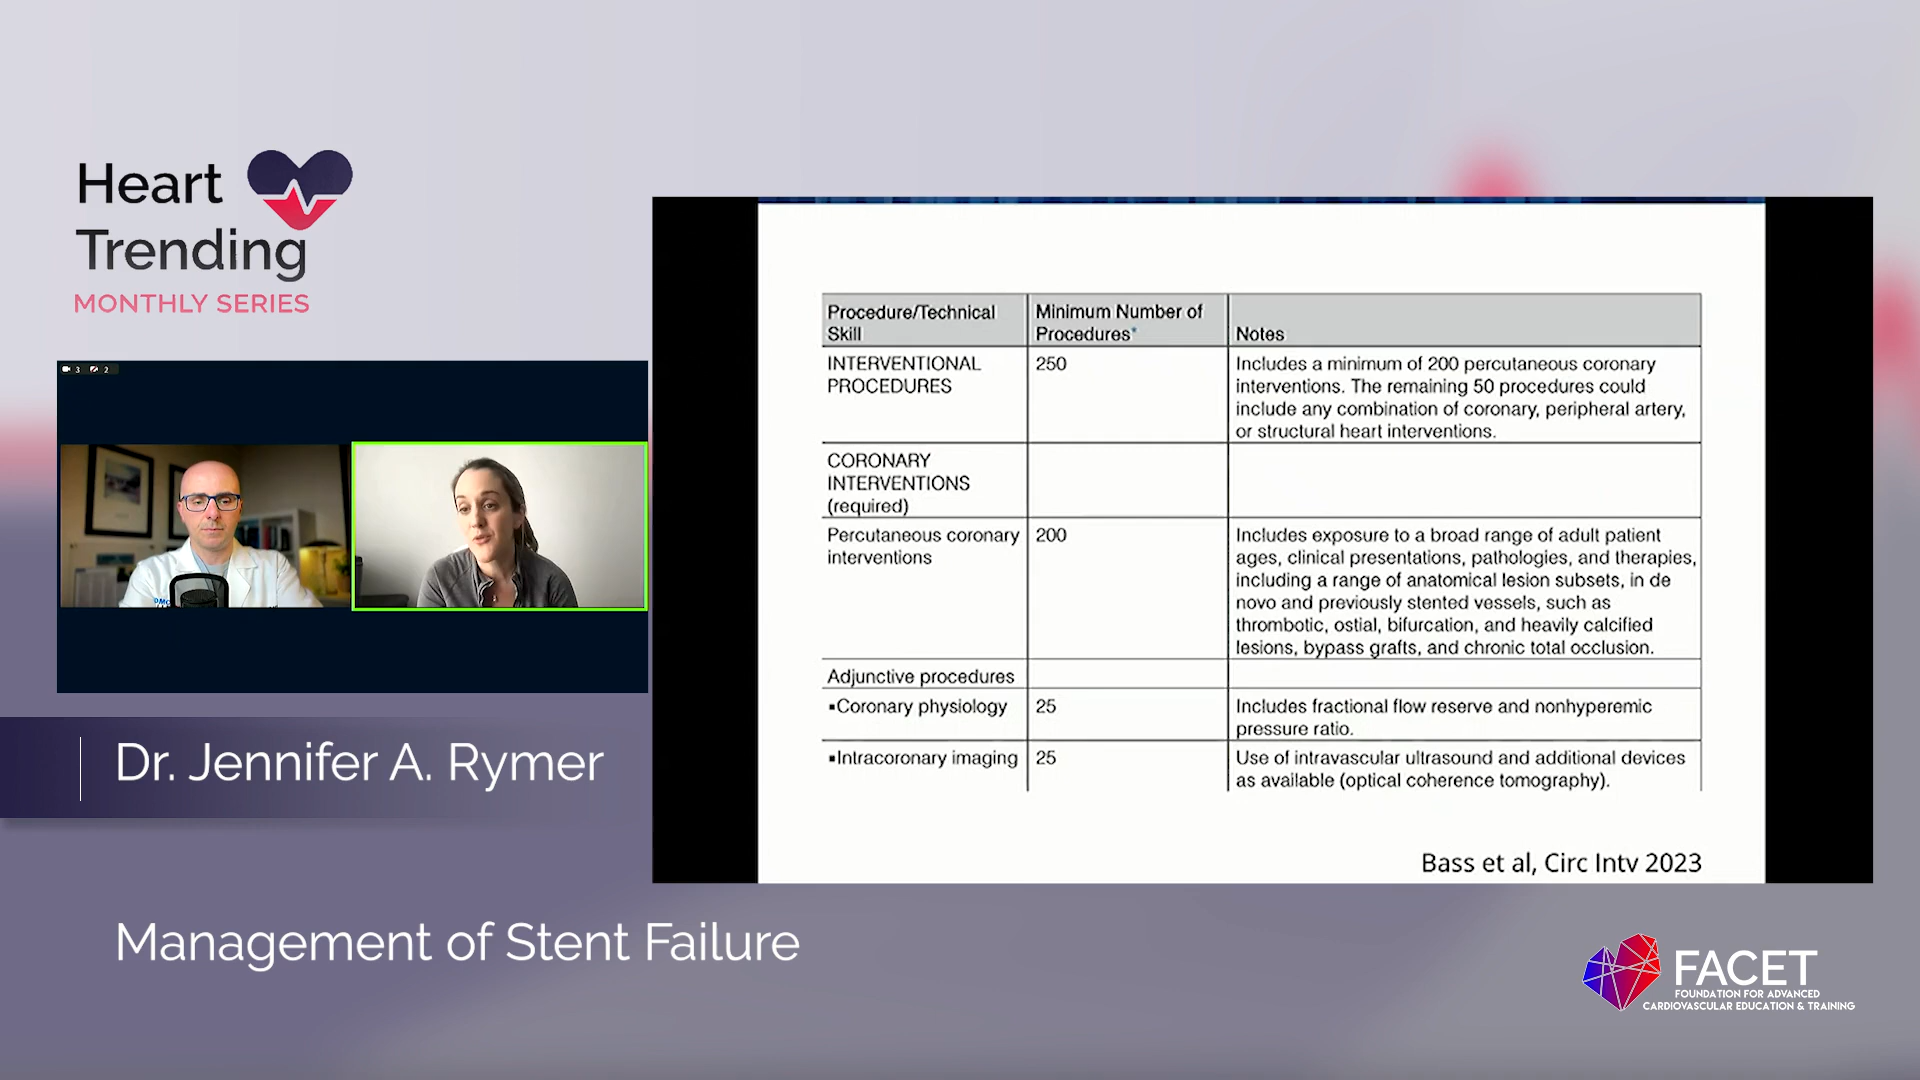 Heart
Trending
MONTHLY SERIES
3
2
Dr. Jennifer A. Rymer
Management of Stent Failure
Procedure/Technical
Skill
Minimum Number of
Procedures*
Notes
INTERVENTIONAL
PROCEDURES
250
Includes a minimum of 200 percutaneous coronary
interventions. The remaining 50 procedures could
include any combination of coronary, peripheral artery,
or structural heart interventions.
CORONARY
INTERVENTIONS
(required)
Percutaneous coronary
interventions
200
Includes exposure to a broad range of adult patient
ages, clinical presentations, pathologies, and therapies,
including a range of anatomical lesion subsets, in de
novo and previously stented vessels, such as
thrombotic, ostial, bifurcation, and heavily calcified
lesions, bypass grafts, and chronic total occlusion.
Adjunctive procedures
▪Coronary physiology
25
Includes fractional flow reserve and nonhyperemic
pressure ratio.
▪Intracoronary imaging
25
Use of intravascular ultrasound and additional devices
as available (optical coherence tomography).
Bass et al, Circ Intv 2023
FACET
FOUNDATION FOR ADVANCED
CARDIOVASCULAR EDUCATION & TRAINING